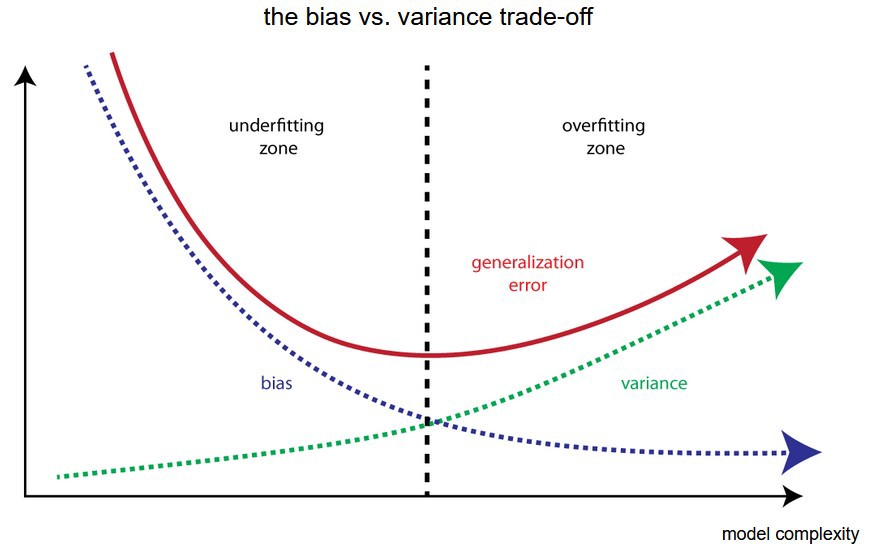 the bias vs. variance trade-off
underfitting
zone
overfitting
zone
generalization
error
bias
variance
model complexity